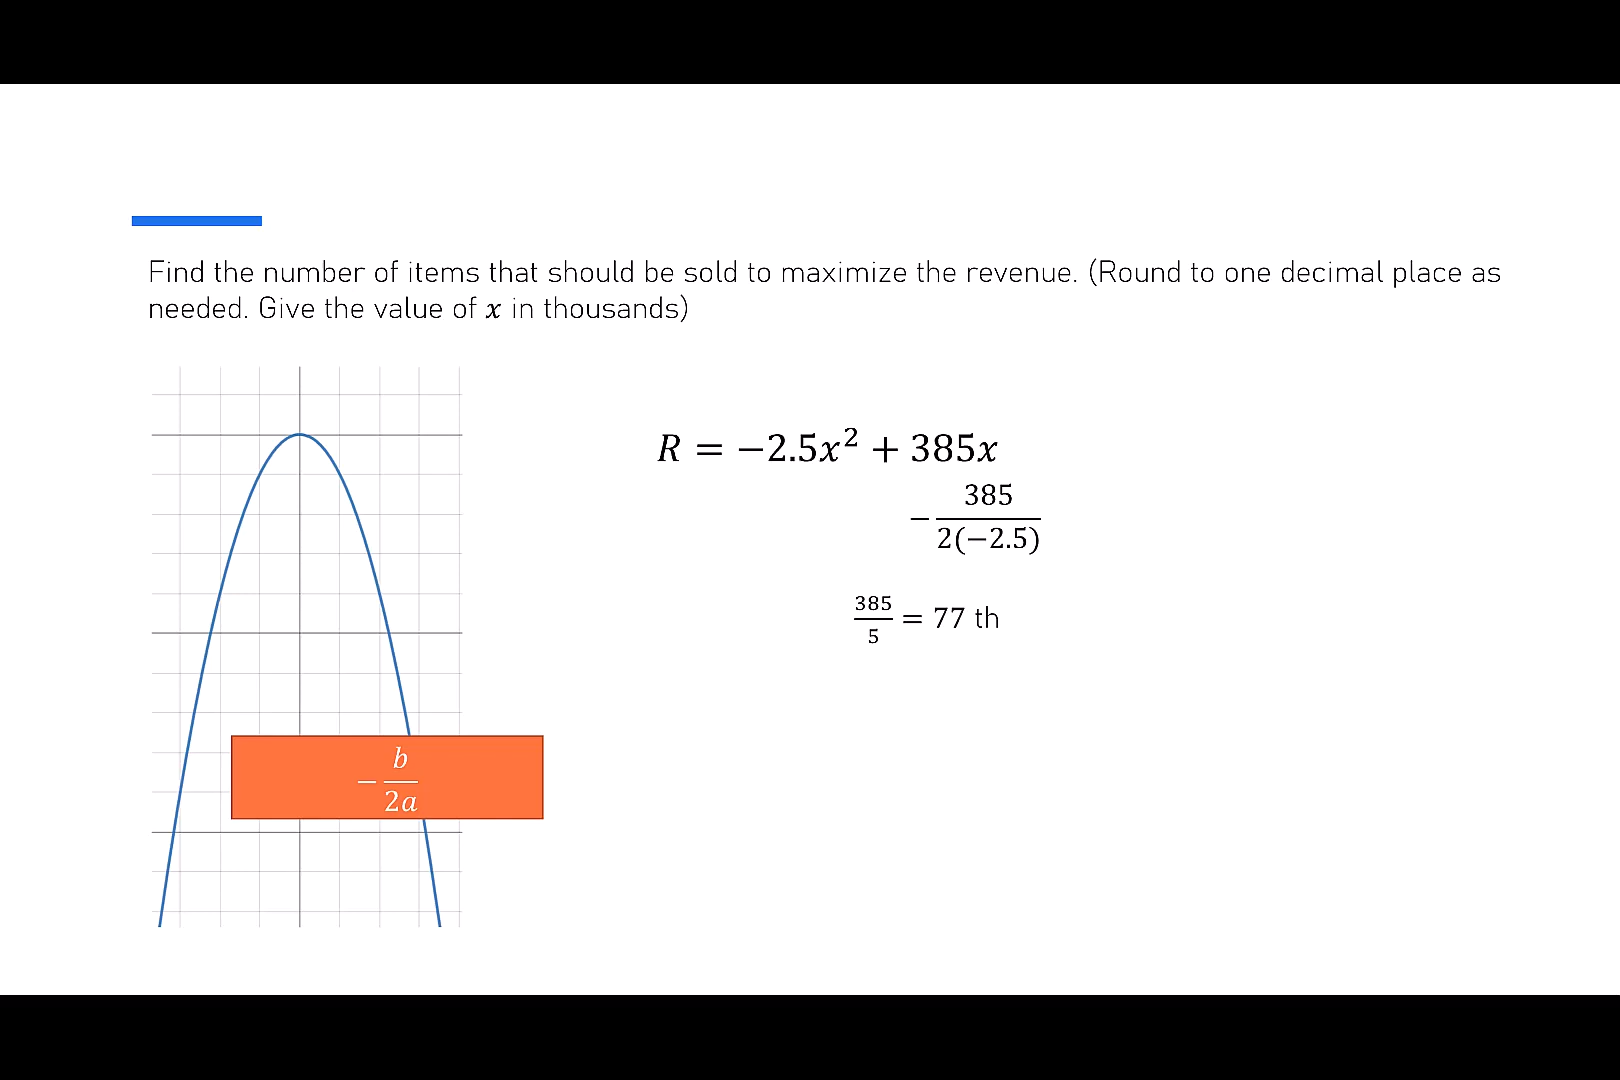 Find the number of items that should be sold to maximize the revenue. (Round to one decimal place as
needed. Give the value of x in thousands)
R = −2.5x² + 385x
−385/2(−2.5)
385/5 = 77 th
−b/2a